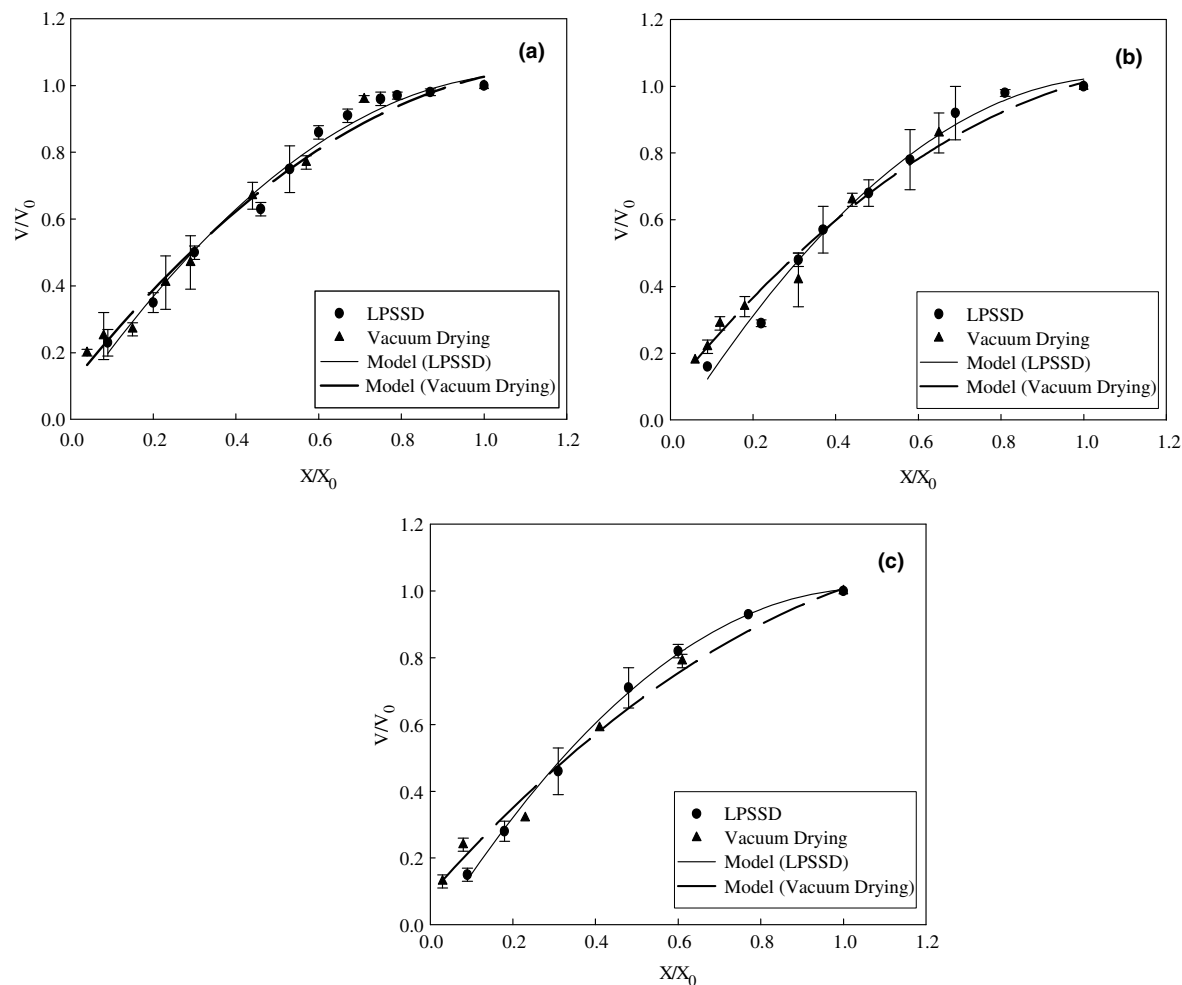 (a)
1.2
1.0
0.8
0.6
0.4
0.2
0.0
V/V0
LPSSD
Vacuum Drying
Model (LPSSD)
Model (Vacuum Drying)
0.0 0.2 0.4 0.6 0.8 1.0 1.2
X/X0
(b)
1.2
1.0
0.8
0.6
0.4
0.2
0.0
V/V0
LPSSD
Vacuum Drying
Model (LPSSD)
Model (Vacuum Drying)
0.0 0.2 0.4 0.6 0.8 1.0 1.2
X/X0
(c)
1.2
1.0
0.8
0.6
0.4
0.2
0.0
V/V0
LPSSD
Vacuum Drying
Model (LPSSD)
Model (Vacuum Drying)
0.0 0.2 0.4 0.6 0.8 1.0 1.2
X/X0